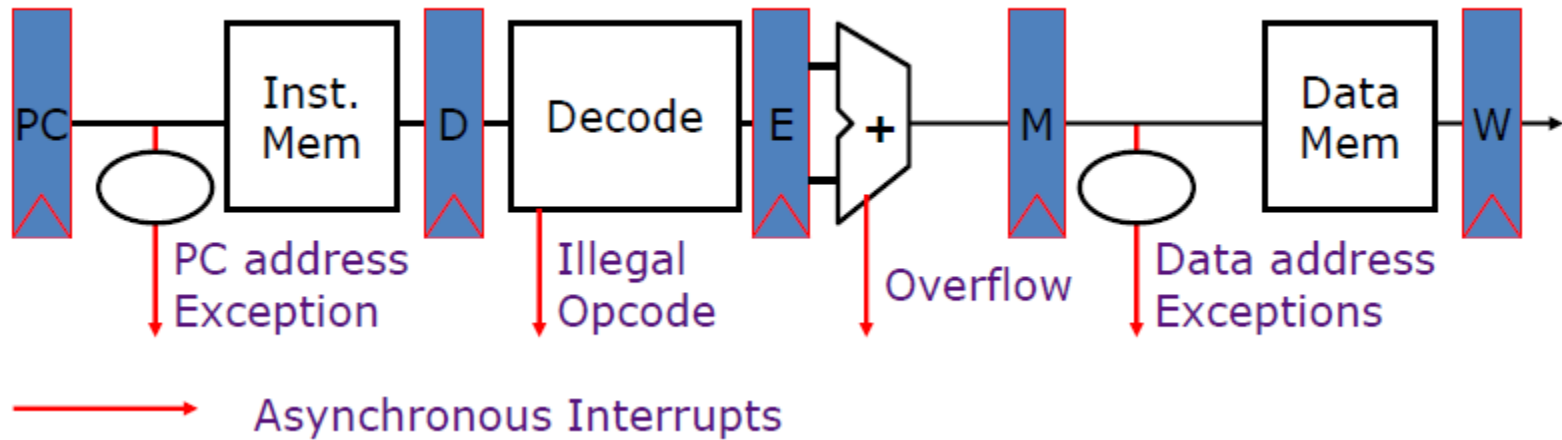 PC
Inst.
Mem
D
Decode
E
+
M
Data
Mem
W
PC address
Exception
Illegal
Opcode
Overflow
Data address
Exceptions
Asynchronous Interrupts